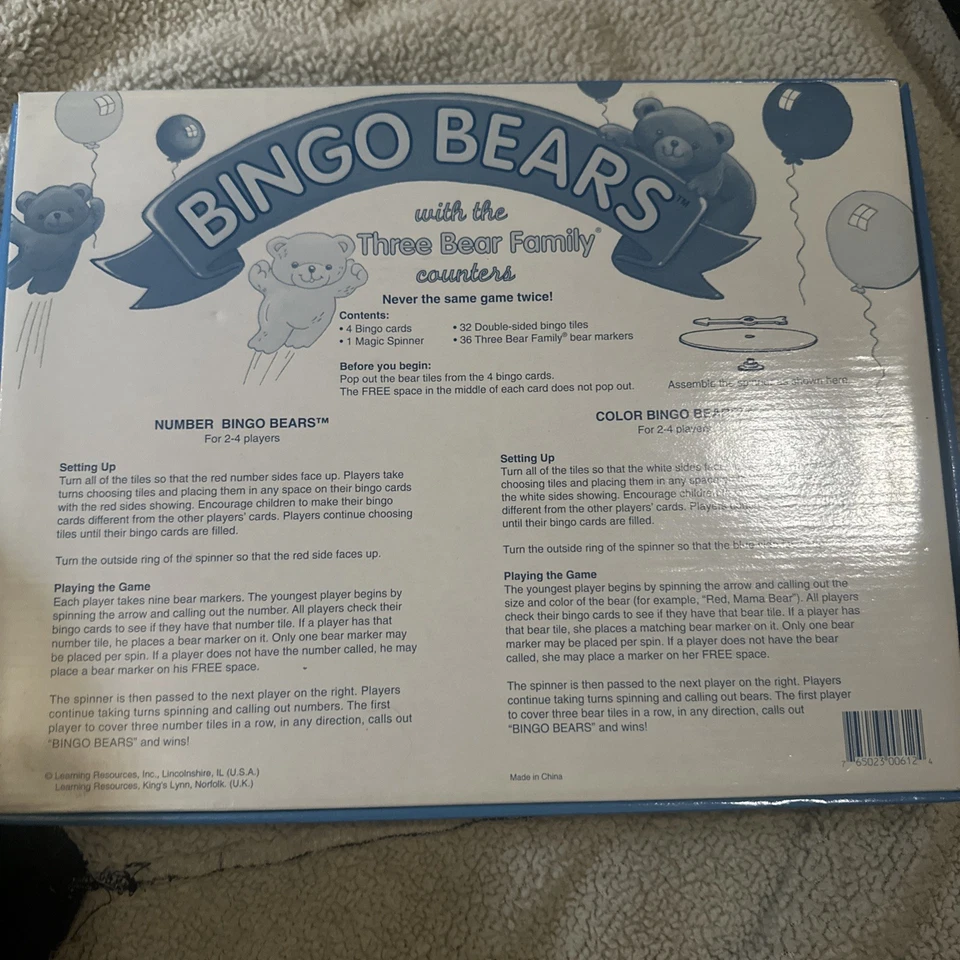 BINGO BEARS™
with the
Three Bear Family®
counters
Never the same game twice!
Contents:
• 4 Bingo cards
• 1 Magic Spinner
• 32 Double-sided bingo tiles
• 36 Three Bear Family® bear markers
Before you begin:
Pop out the bear tiles from the 4 bingo cards.
The FREE space in the middle of each card does not pop out.
Assemble the spinner as shown here.
NUMBER BINGO BEARS™
For 2-4 players
Setting Up
Turn all of the tiles so that the red number sides face up. Players take
turns choosing tiles and placing them in any space on their bingo cards
with the red sides showing. Encourage children to make their bingo
cards different from the other players' cards. Players continue choosing
tiles until their bingo cards are filled.
Turn the outside ring of the spinner so that the red side faces up.
Playing the Game
Each player takes nine bear markers. The youngest player begins by
spinning the arrow and calling out the number. All players check their
bingo cards to see if they have that number tile. If a player has that
number tile, he places a bear marker on it. Only one bear marker may
be placed per spin. If a player does not have the number called, he may
place a bear marker on his FREE space.
The spinner is then passed to the next player on the right. Players
continue taking turns spinning and calling out numbers. The first
player to cover three number tiles in a row, in any direction, calls out
"BINGO BEARS" and wins!
© Learning Resources, Inc., Lincolnshire, IL (U.S.A.)
Learning Resources, King's Lynn, Norfolk (U.K.)
COLOR BINGO
For 2-4 players
Setting Up
Turn all of the tiles so that the white sides
choosing tiles and placing them in any space
the white sides showing. Encourage
different from the other players' cards. Players
until their bingo cards are filled.
Turn the outside ring of the spinner so that the blue
Playing the Game
The youngest player begins by spinning the arrow and calling out the
size and color of the bear (for example, "Red, Mama Bear"). All players
check their bingo cards to see if they have that bear tile. If a player has
that bear tile, she places a matching bear marker on it. Only one bear
marker may be placed per spin. If a player does not have the bear
called, she may place a marker on her FREE space.
The spinner is then passed to the next player on the right. Players
continue taking turns spinning and calling out bears. The first player
to cover three bear tiles in a row, in any direction, calls out
"BINGO BEARS" and wins!
Made in China
7 65023 00612 4